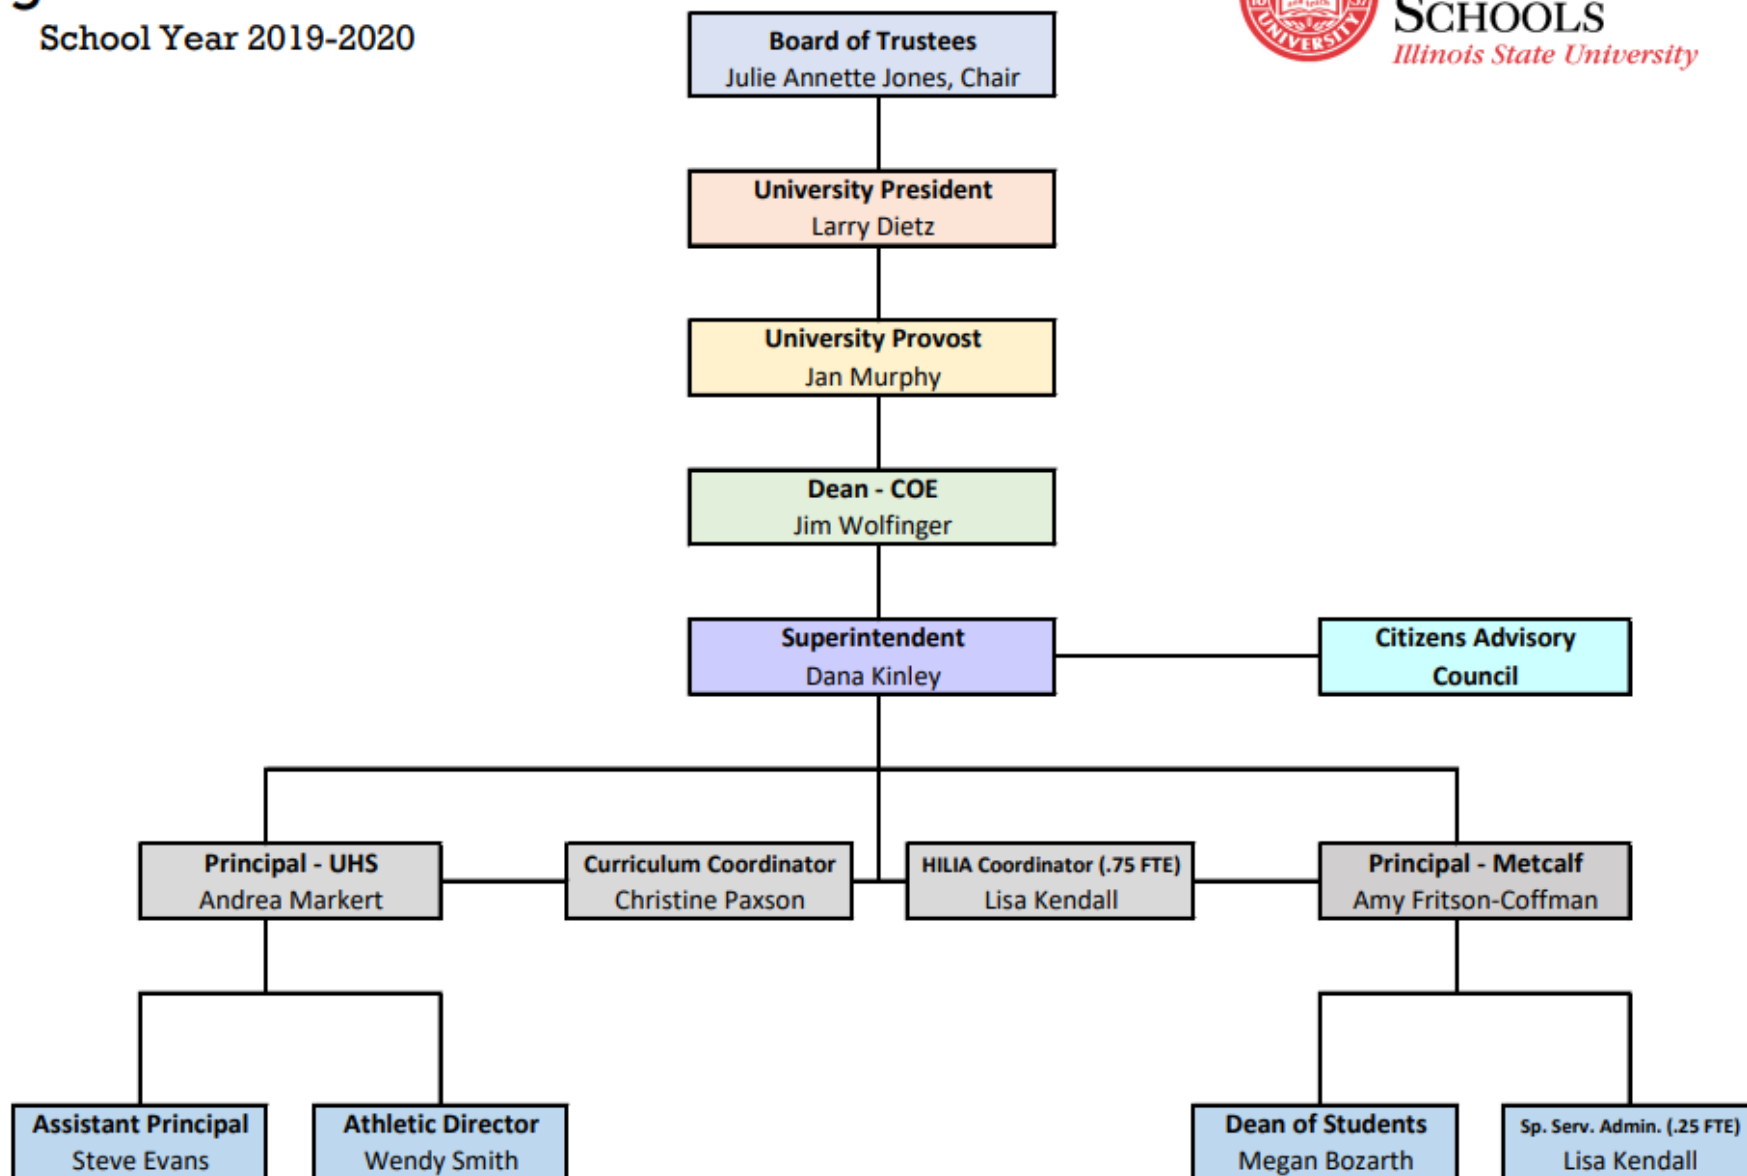 School Year 2019-2020
SCHOOLS
Illinois State University
UNIVERSITY
Board of Trustees
Julie Annette Jones, Chair
University President
Larry Dietz
University Provost
Jan Murphy
Dean - COE
Jim Wolfinger
Superintendent
Dana Kinley
Citizens Advisory
Council
Principal - UHS
Andrea Markert
Curriculum Coordinator
Christine Paxson
HILIA Coordinator (.75 FTE)
Lisa Kendall
Principal - Metcalf
Amy Fritson-Coffman
Assistant Principal
Steve Evans
Athletic Director
Wendy Smith
Dean of Students
Megan Bozarth
Sp. Serv. Admin. (.25 FTE)
Lisa Kendall